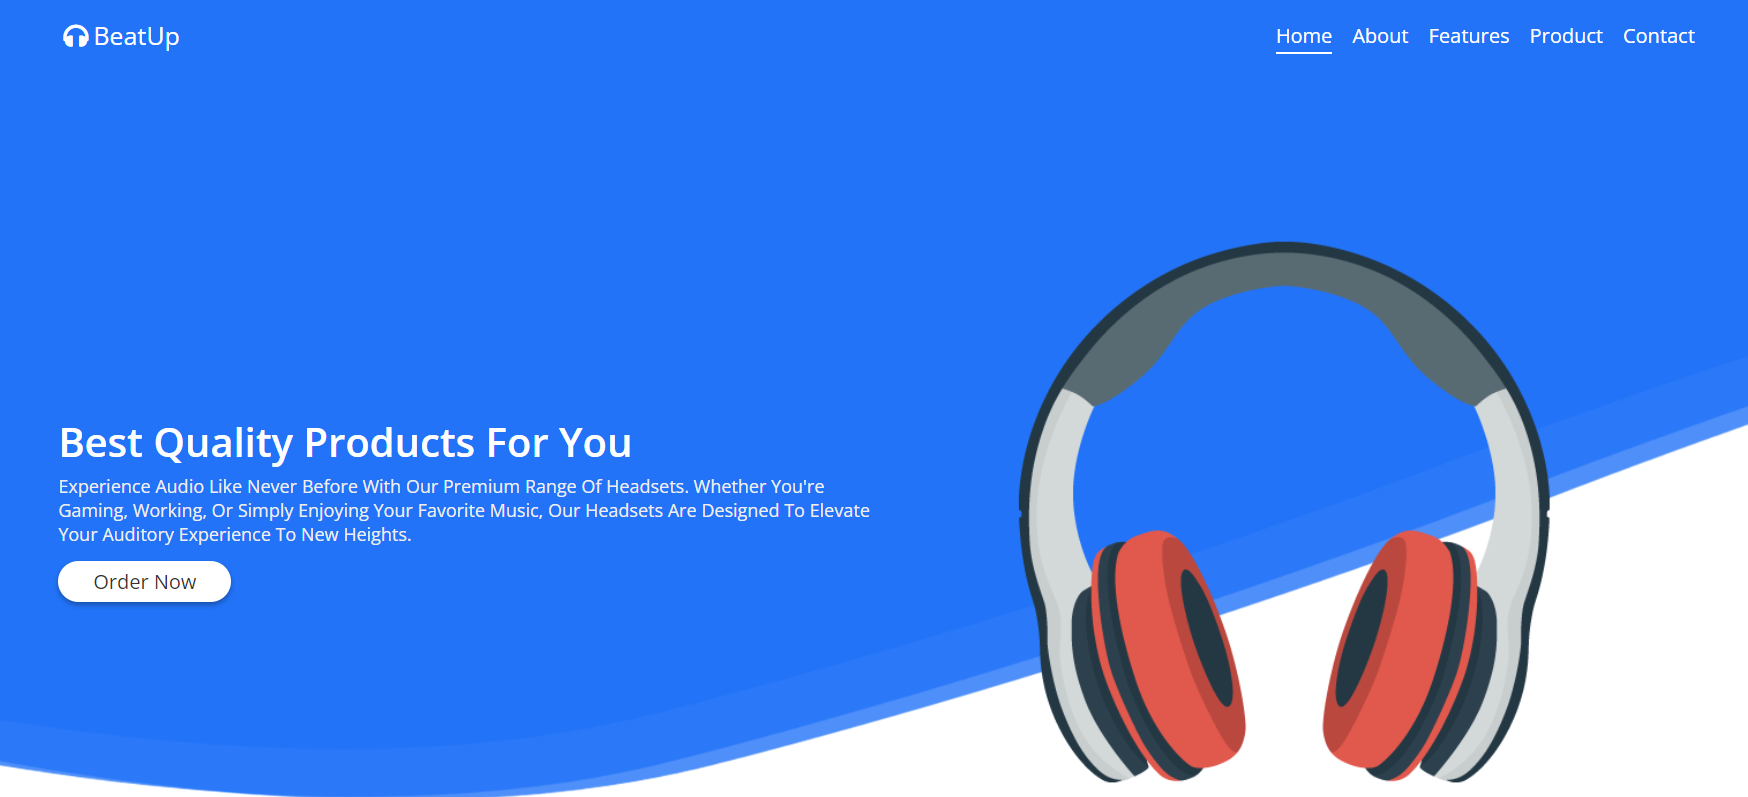 BeatUp
Home About Features Product Contact
Best Quality Products For You
Experience Audio Like Never Before With Our Premium Range Of Headsets. Whether You're
Gaming, Working, Or Simply Enjoying Your Favorite Music, Our Headsets Are Designed To Elevate
Your Auditory Experience To New Heights.
Order Now